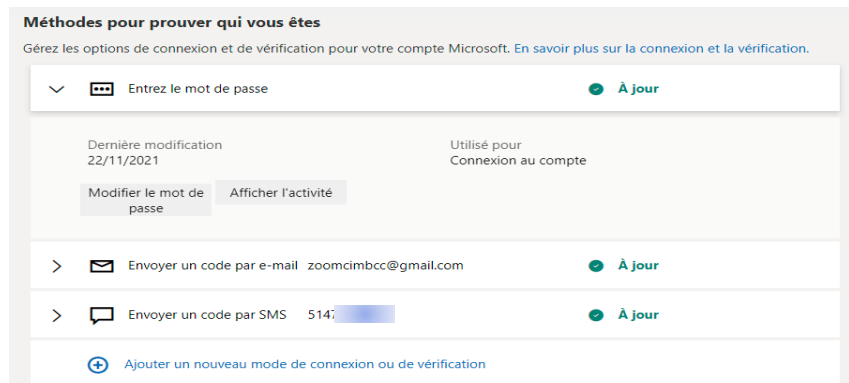 Méthodes pour prouver qui vous êtes
Gérez les options de connexion et de vérification pour votre compte Microsoft. En savoir plus sur la connexion et la vérification.
Entrez le mot de passe À jour
Dernière modification Utilisé pour
22/11/2021 Connexion au compte
Modifier le mot de passe Afficher l'activité
Envoyer un code par e-mail zoomcimbcc@gmail.com À jour
Envoyer un code par SMS 5147 À jour
Ajouter un nouveau mode de connexion ou de vérification